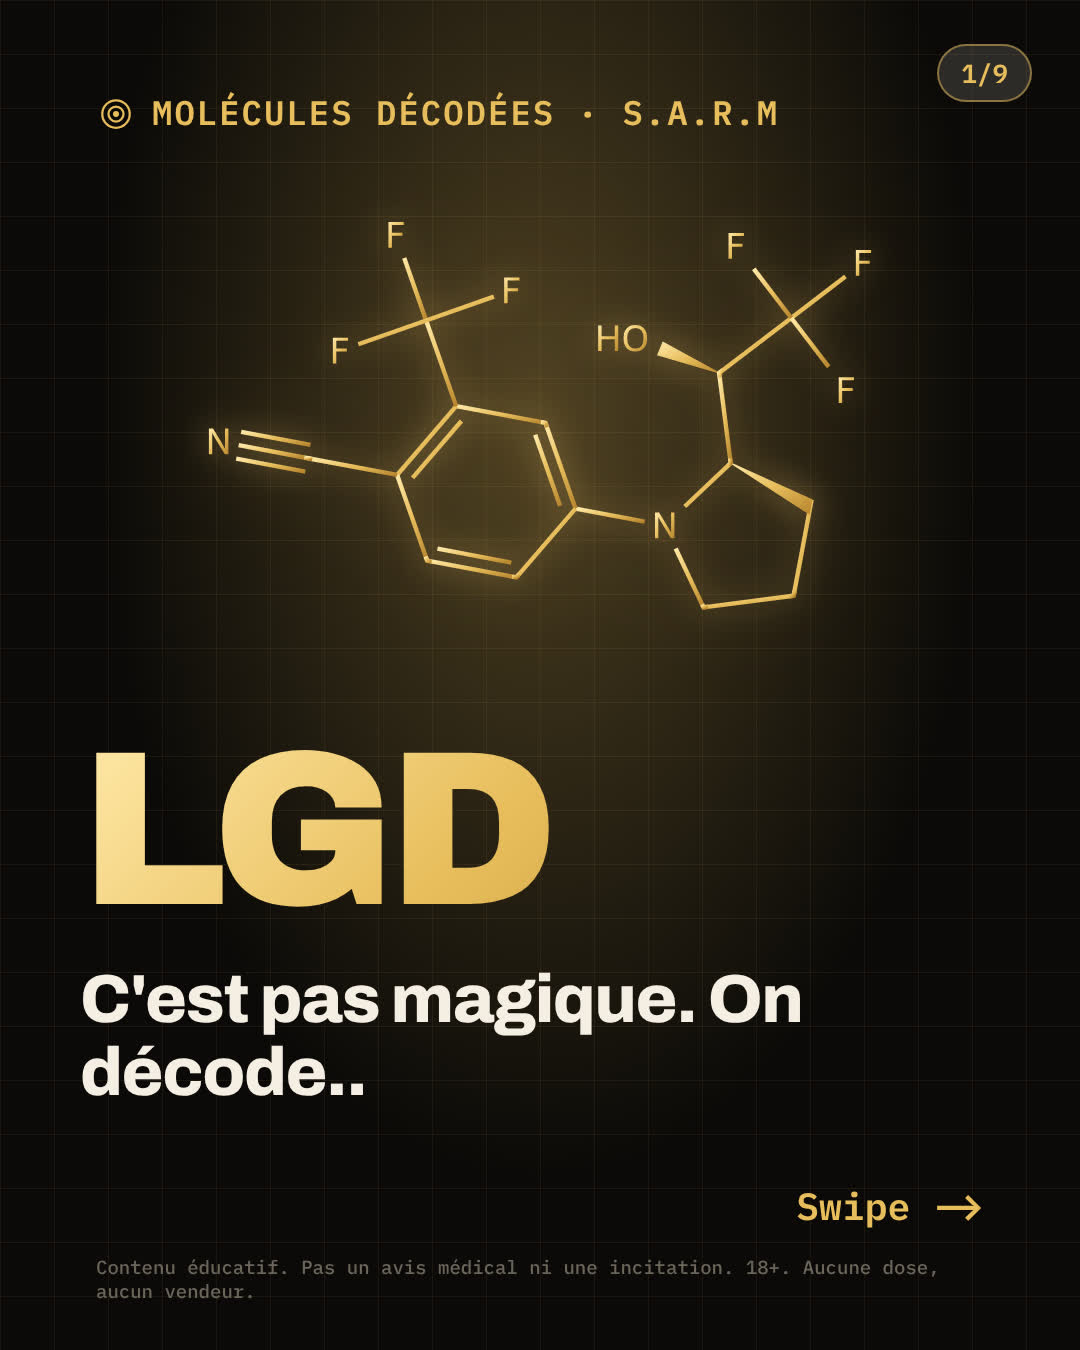 1/9
MOLÉCULES DÉCODÉES · S.A.R.M
F
F
F
F
F
F
HO
N
N
LGD
C'est pas magique. On
décode..
Swipe →
Contenu éducatif. Pas un avis médical ni une incitation. 18+. Aucune dose,
aucun vendeur.